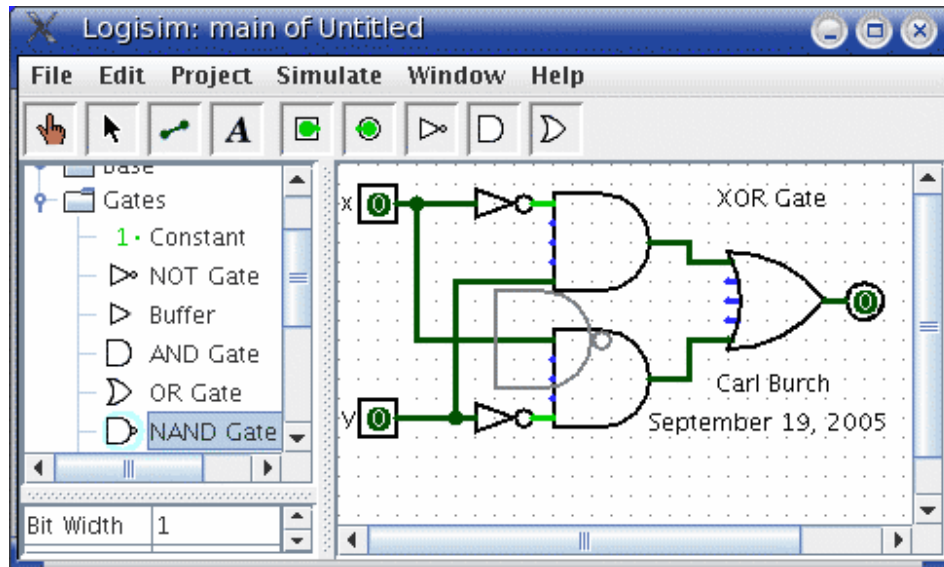 Logisim: main of Untitled
File Edit Project Simulate Window Help
A
Base
Gates
1 Constant
NOT Gate
Buffer
AND Gate
OR Gate
NAND Gate
Bit Width 1
XOR Gate
x 0
0
y 0
Carl Burch
September 19, 2005